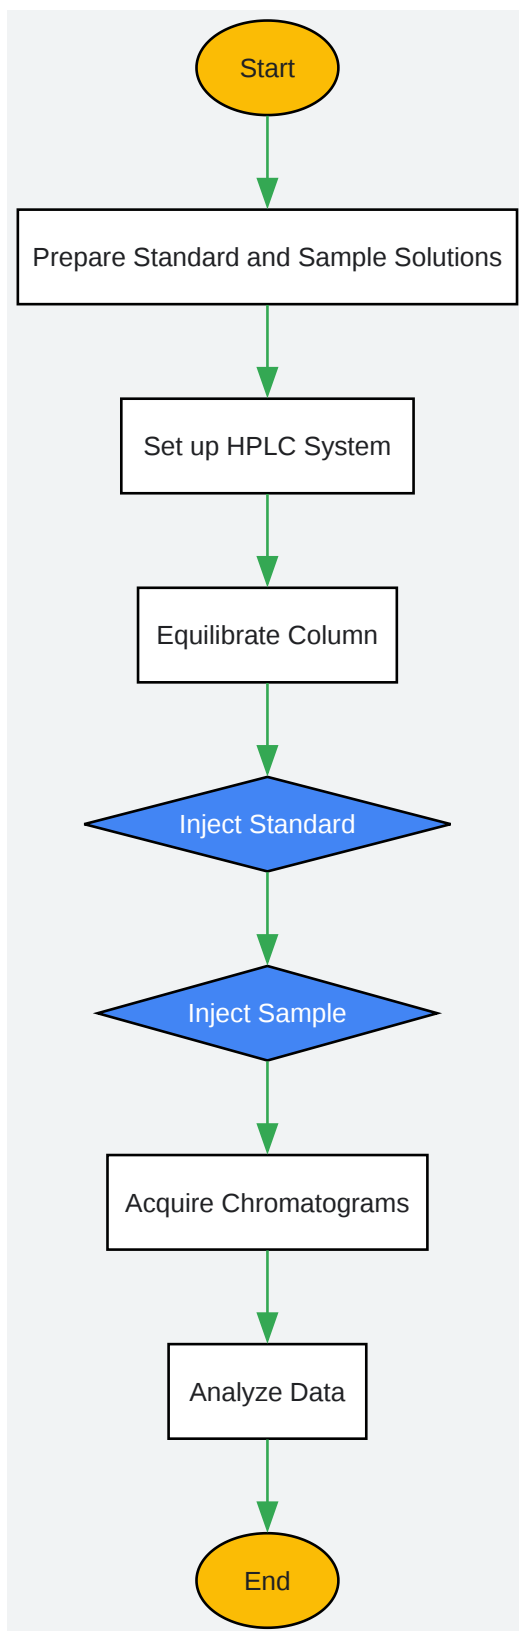 Start
Prepare Standard and Sample Solutions
Set up HPLC System
Equilibrate Column
Inject Standard
Inject Sample
Acquire Chromatograms
Analyze Data
End